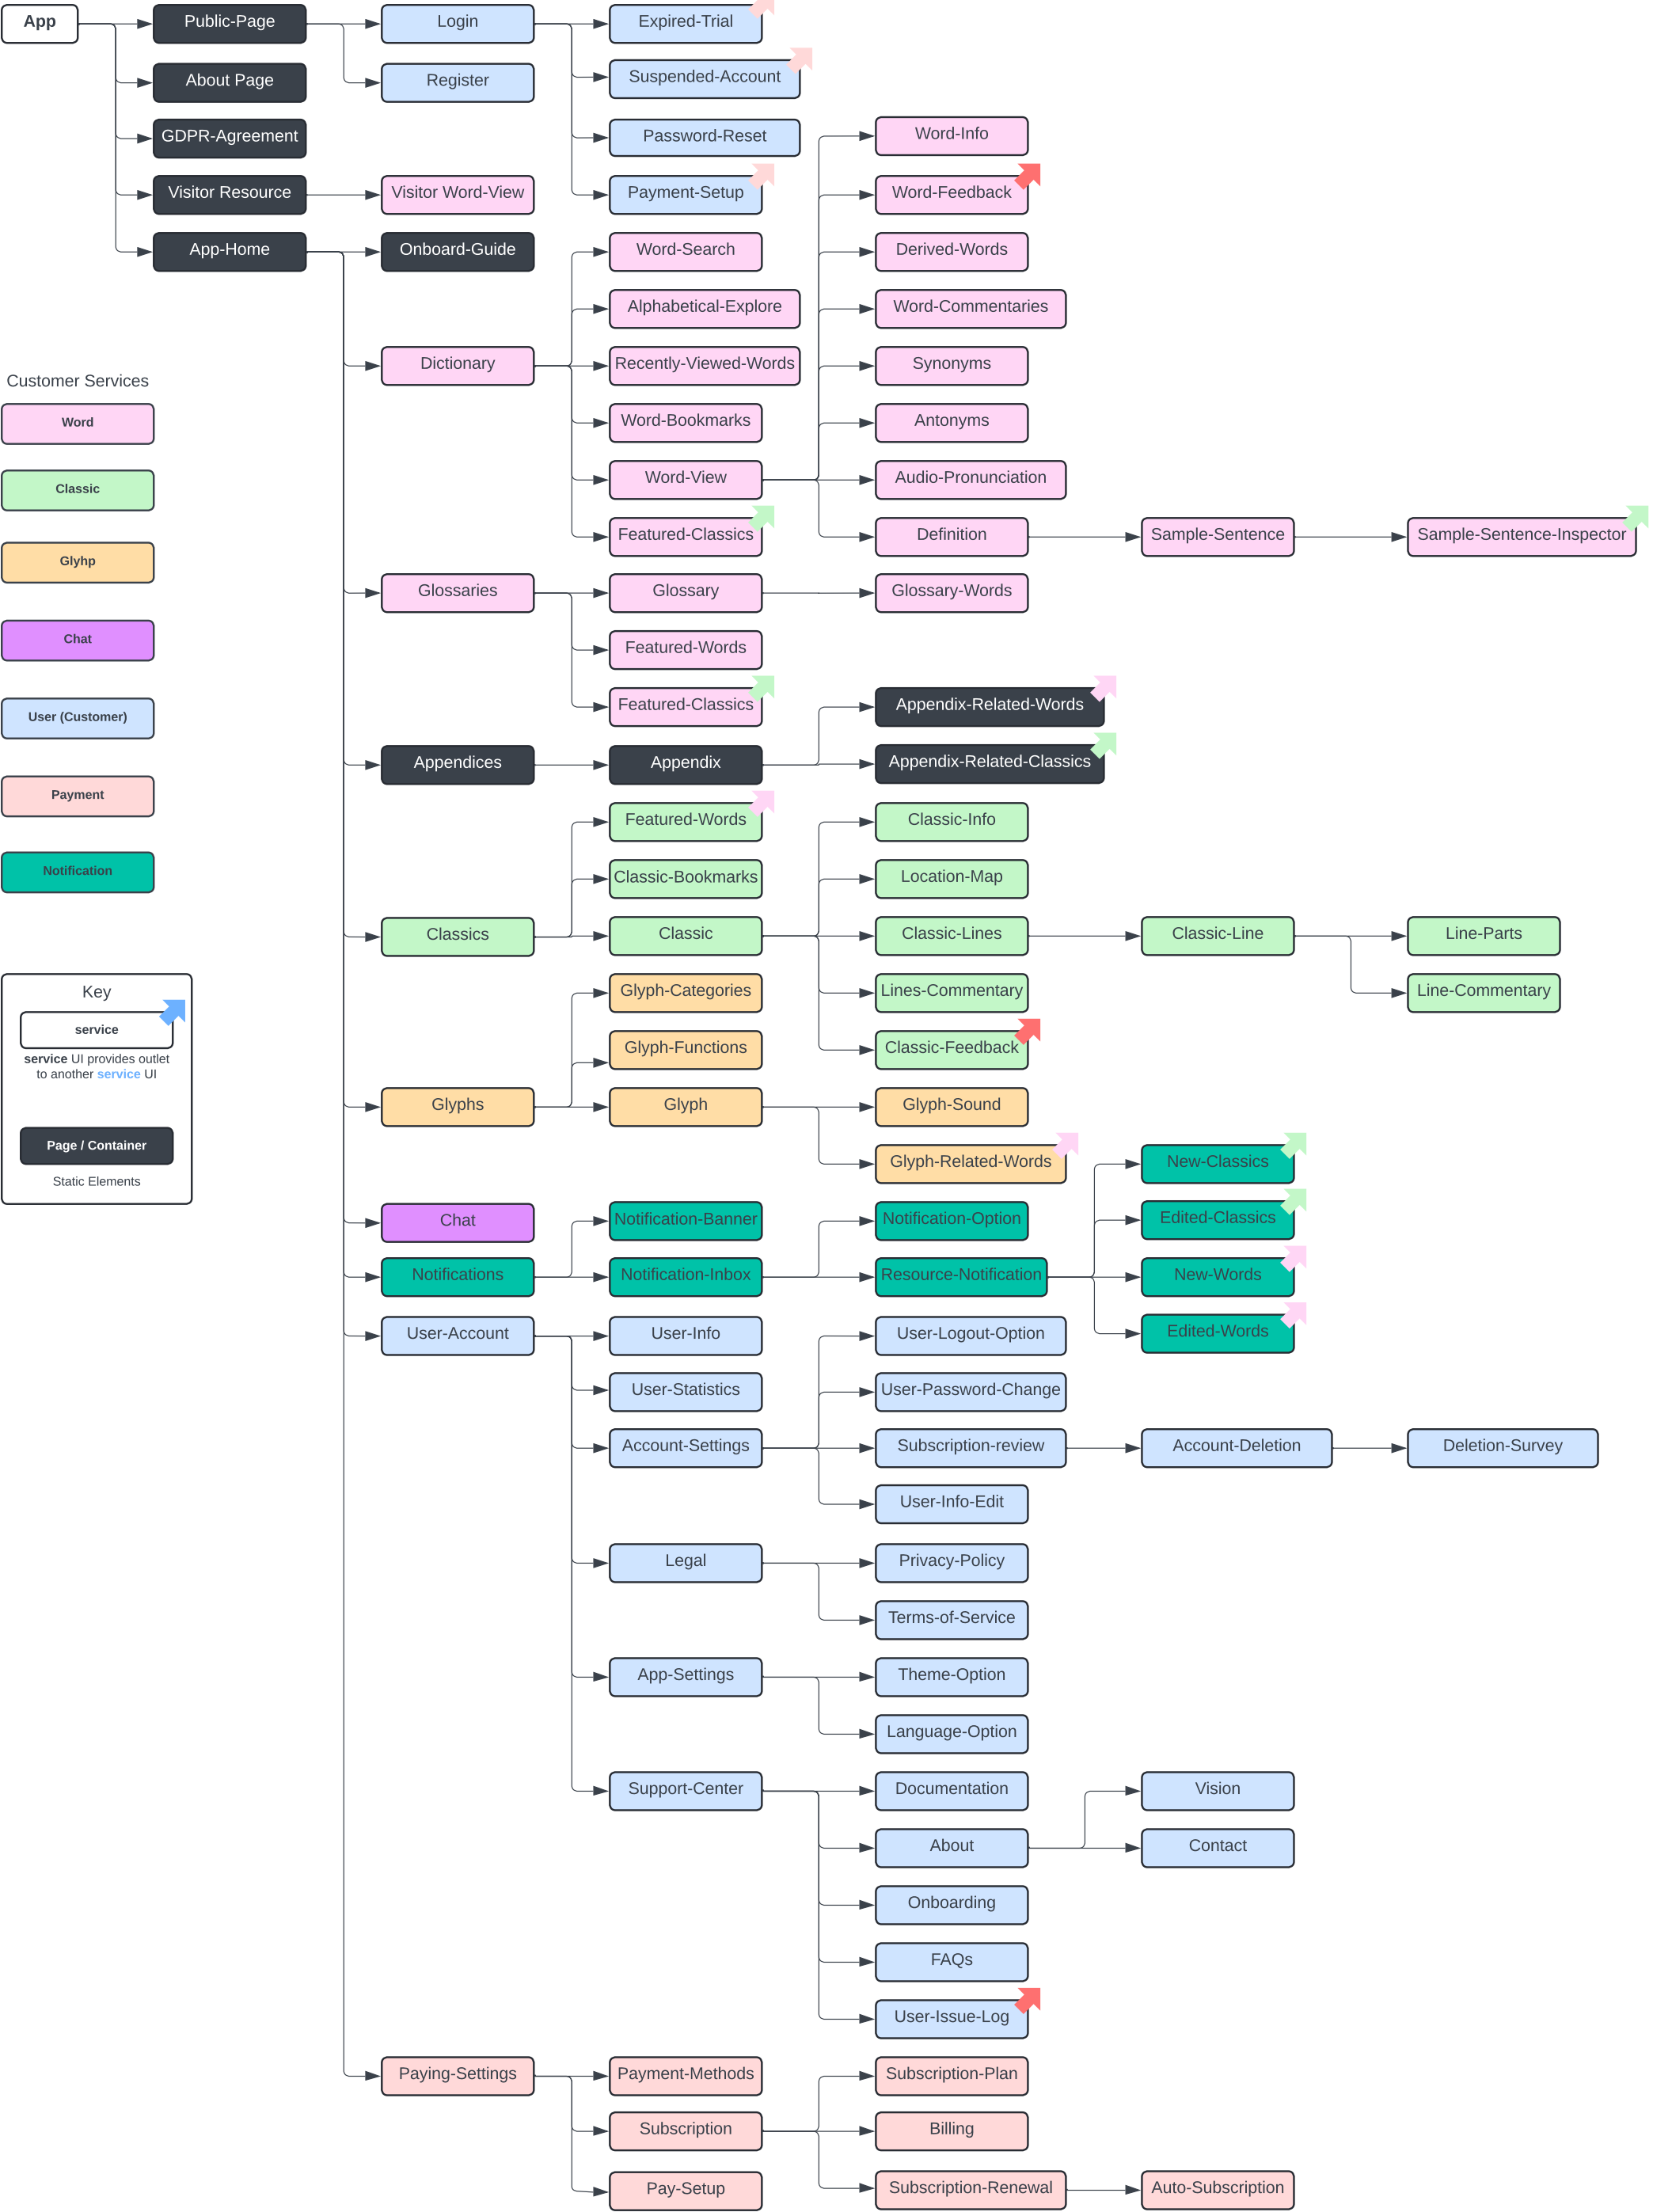 App
Public-Page
Login
Expired-Trial
About Page
Register
Suspended-Account
GDPR-Agreement
Password-Reset
Word-Info
Visitor Resource
Visitor Word-View
Payment-Setup
Word-Feedback
App-Home
Onboard-Guide
Word-Search
Derived-Words
Alphabetical-Explore
Word-Commentaries
Dictionary
Recently-Viewed-Words
Synonyms
Customer Services
Word
Word-Bookmarks
Antonyms
Word-View
Audio-Pronunciation
Classic
Featured-Classics
Definition
Sample-Sentence
Sample-Sentence-Inspector
Glyhp
Glossaries
Glossary
Glossary-Words
Chat
Featured-Words
User (Customer)
Featured-Classics
Appendix-Related-Words
Appendices
Appendix
Appendix-Related-Classics
Payment
Featured-Words
Classic-Info
Notification
Classic-Bookmarks
Location-Map
Classics
Classic
Classic-Lines
Classic-Line
Line-Parts
Key
service
service UI provides outlet
to another service UI
Page / Container
Static Elements
Glyph-Categories
Lines-Commentary
Line-Commentary
Glyph-Functions
Classic-Feedback
Glyphs
Glyph
Glyph-Sound
Glyph-Related-Words
New-Classics
Chat
Notification-Banner
Notification-Option
Edited-Classics
Notifications
Notification-Inbox
Resource-Notification
New-Words
User-Account
User-Info
User-Logout-Option
Edited-Words
User-Statistics
User-Password-Change
Account-Settings
Subscription-review
Account-Deletion
Deletion-Survey
User-Info-Edit
Legal
Privacy-Policy
Terms-of-Service
App-Settings
Theme-Option
Language-Option
Support-Center
Documentation
Vision
About
Contact
Onboarding
FAQs
User-Issue-Log
Paying-Settings
Payment-Methods
Subscription-Plan
Subscription
Billing
Pay-Setup
Subscription-Renewal
Auto-Subscription